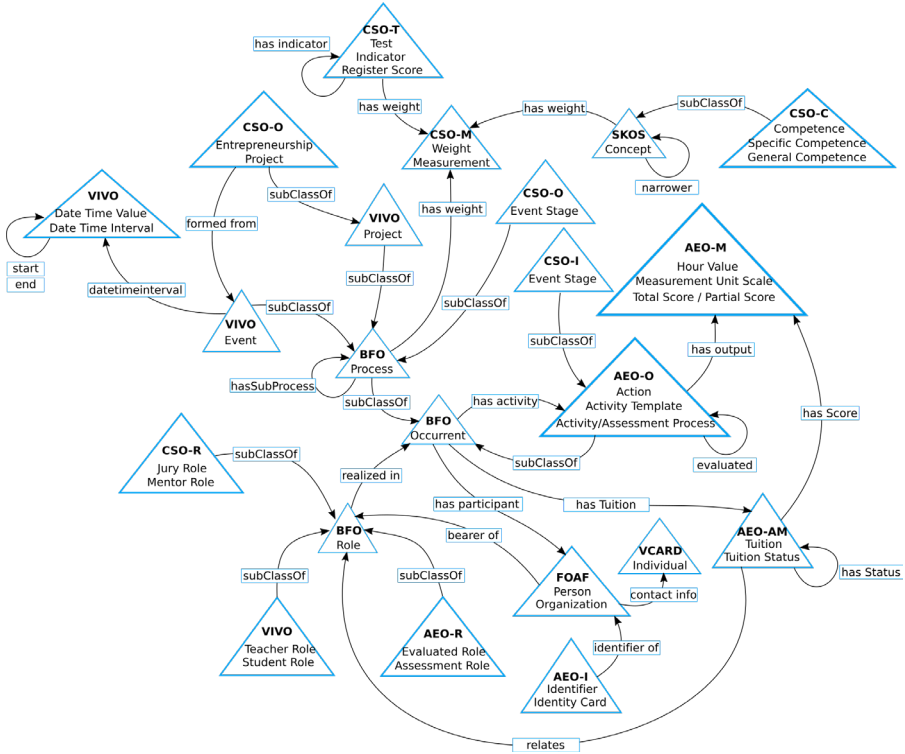 CSO-T
Test
Indicator
Register Score
has indicator
has weight
has weight
subClassOf
CSO-C
Competence
Specific Competence
General Competence
CSO-O
Entrepreneurship
Project
CSO-M
Weight
Measurement
SKOS
Concept
narrower
VIVO
Date Time Value
Date Time Interval
subClassOf
CSO-O
Event Stage
has weight
formed from
VIVO
Project
start
end
CSO-I
Event Stage
AEO-M
Hour Value
Measurement Unit Scale
Total Score / Partial Score
datetimeinterval
subClassOf
subClassOf
subClassOf
VIVO
Event
subClassOf
has output
BFO
Process
hasSubProcess
subClassOf
AEO-O
Action
Activity Template
Activity/Assessment Process
has activity
has Score
BFO
Occurrent
CSO-R
Jury Role
Mentor Role
subClassOf
subClassOf
evaluated
realized in
has participant
has Tuition
BFO
Role
bearer of
AEO-AM
Tuition
Tuition Status
VCARD
Individual
has Status
subClassOf
subClassOf
FOAF
Person
Organization
contact info
VIVO
Teacher Role
Student Role
AEO-R
Evaluated Role
Assessment Role
identifier of
AEO-I
Identifier
Identity Card
relates